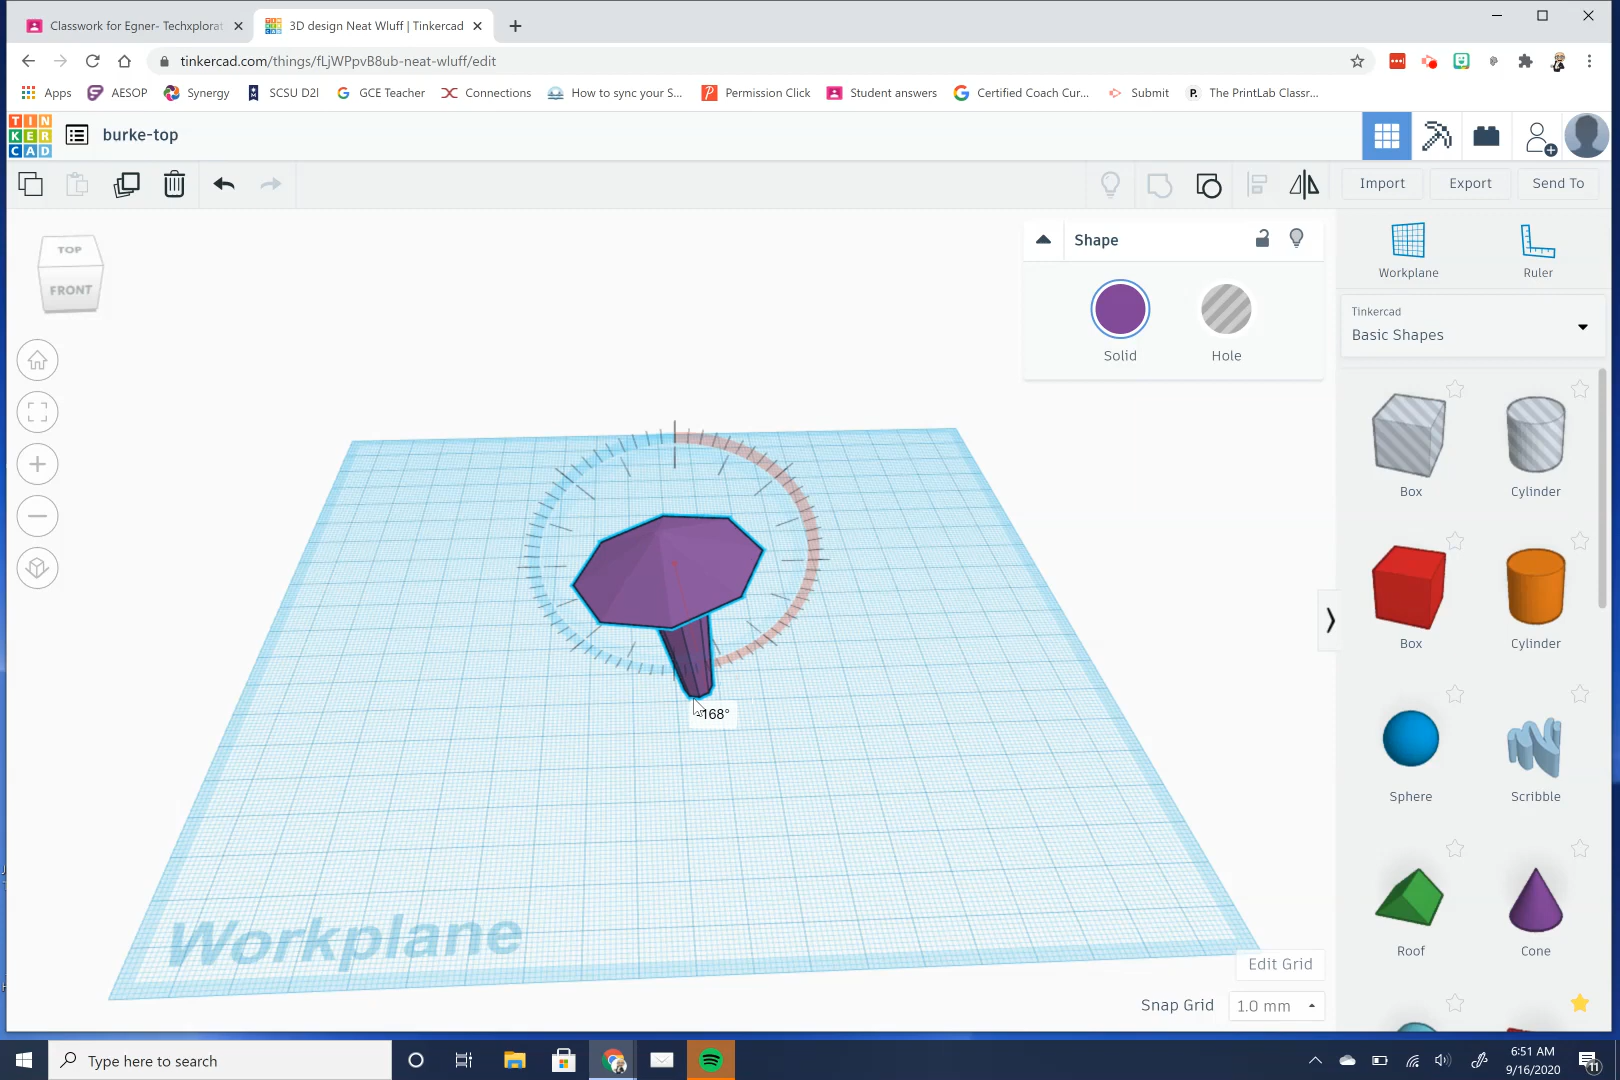 Classwork for Egner- Techxplorat
3D design Neat Wluff | Tinkercad
tinkercad.com/things/fLjWPpvB8ub-neat-wluff/edit
Apps AESOP Synergy SCSU D2l GCE Teacher Connections How to sync your S... Permission Click Student answers Certified Coach Cur... Submit The PrintLab Classr...
TIN
KER
CAD
burke-top
Import Export Send To
TOP
FRONT
Shape
Solid Hole
Workplane Ruler
Tinkercad
Basic Shapes
Box Cylinder
Box Cylinder
Sphere Scribble
Roof Cone
168°
Workplane
Edit Grid
Snap Grid 1.0 mm
Type here to search
6:51 AM
9/16/2020
11